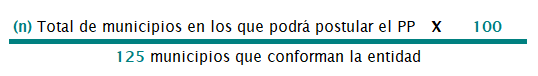 (n) Total de municipios en los que podrá postular el PP X 100
125 municipios que conforman la entidad